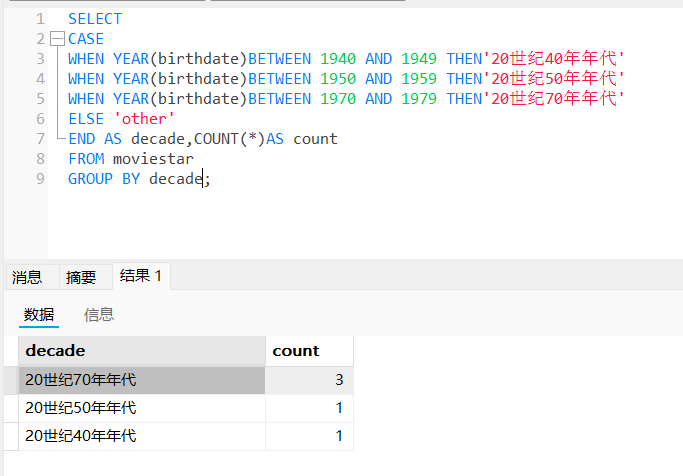 1 SELECT
2 CASE
3 WHEN YEAR(birthdate)BETWEEN 1940 AND 1949 THEN'20世纪40年年代'
4 WHEN YEAR(birthdate)BETWEEN 1950 AND 1959 THEN'20世纪50年年代'
5 WHEN YEAR(birthdate)BETWEEN 1970 AND 1979 THEN'20世纪70年年代'
6 ELSE 'other'
7 END AS decade,COUNT(*)AS count
8 FROM moviestar
9 GROUP BY decade;
消息 摘要 结果 1
数据 信息
decade count
20世纪70年年代 3
20世纪50年年代 1
20世纪40年年代 1